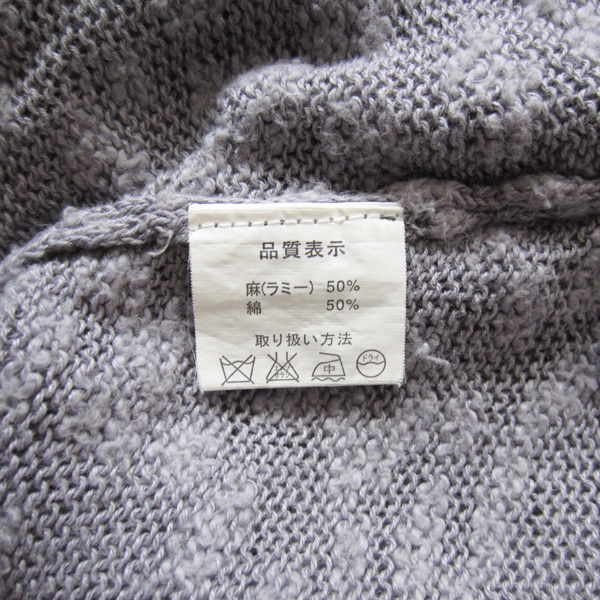 品質表示
麻(ラミー) 50%
綿 50%
取り扱い方法
中 ドライ